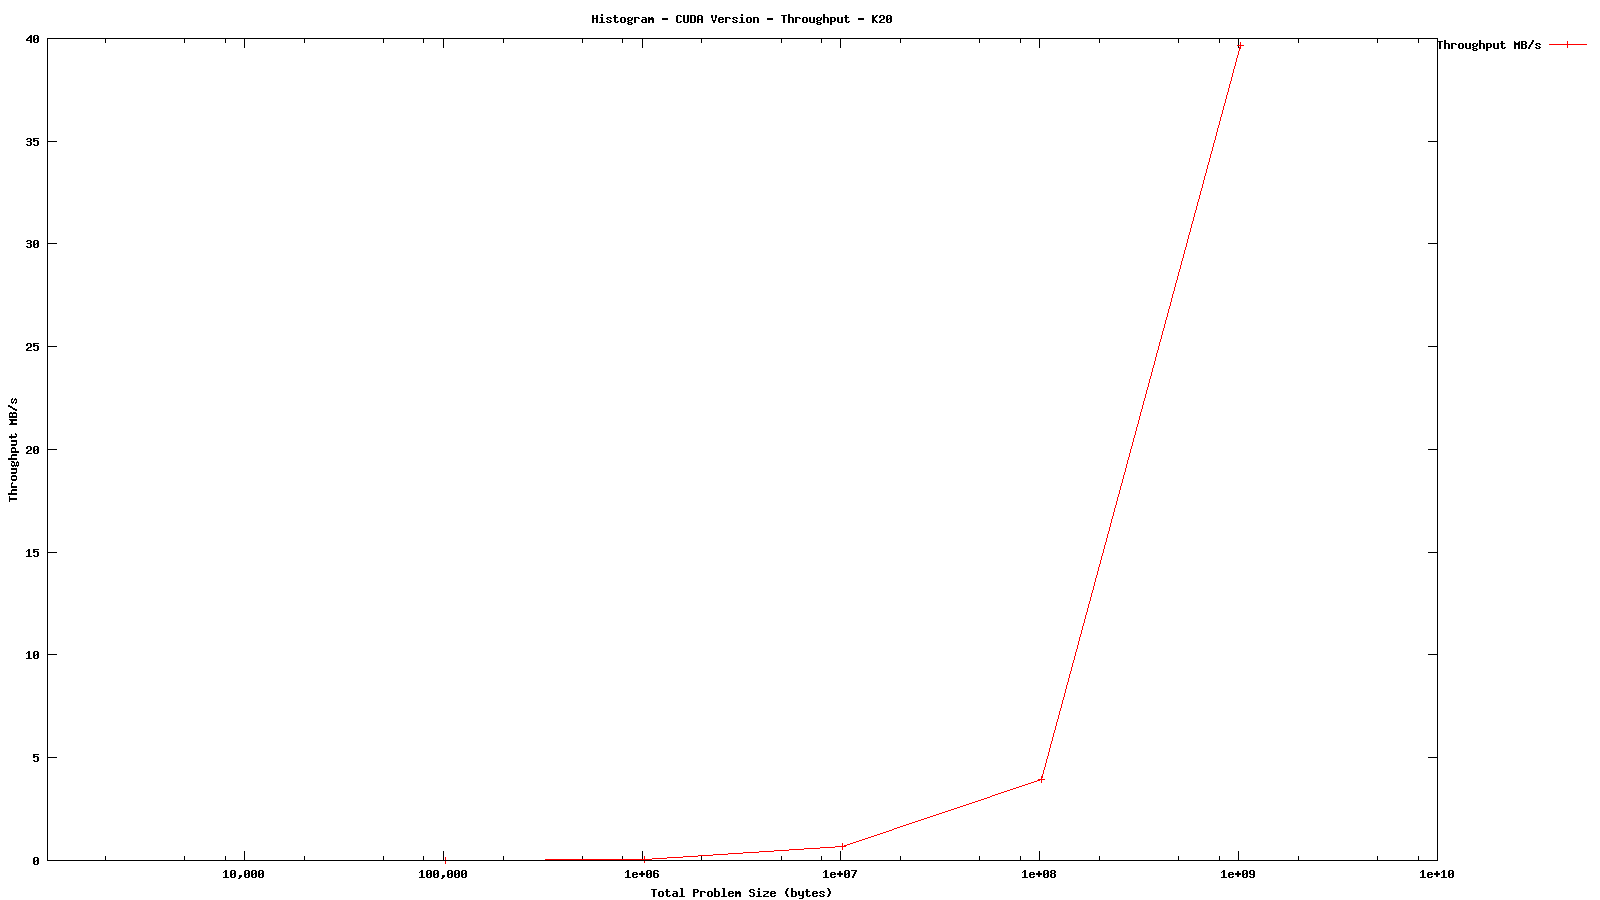 Histogram - CUDA Version - Throughput - K20
Throughput MB/s
40
35
30
25
20
15
10
5
0
Throughput MB/s
10,000 100,000 1e+06 1e+07 1e+08 1e+09 1e+10
Total Problem Size (bytes)